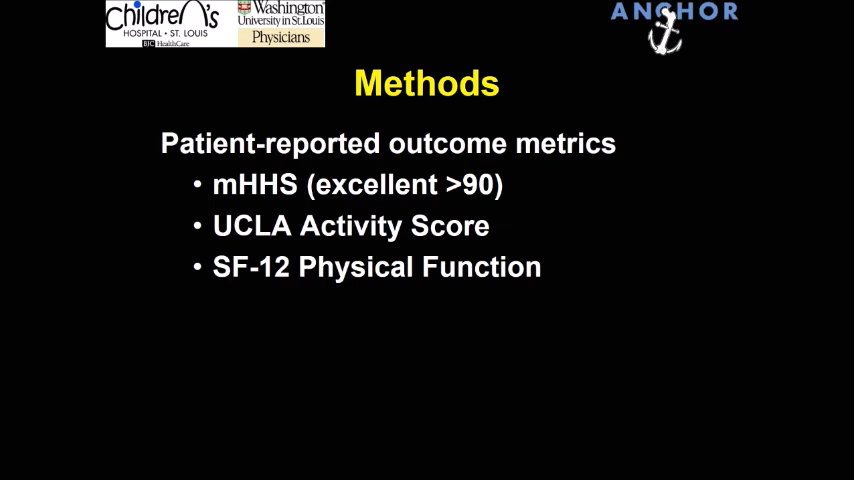 Children's
HOSPITAL • ST. LOUIS
BJC HealthCare
Washington
University in St. Louis
Physicians
ANCHOR
Methods
Patient-reported outcome metrics
• mHHS (excellent >90)
• UCLA Activity Score
• SF-12 Physical Function